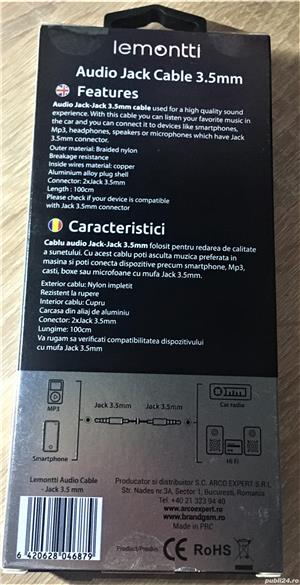 lemontti
Audio Jack Cable 3.5mm
Features
Audio Jack-Jack 3.5mm cable used for a high quality sound
experience. With this cable you can listen your favorite music in
the car and you can connect it to devices like smartphones,
Mp3, headphones, speakers or microphones which have Jack
3.5mm connector.
Outer material: Braided nylon
Breakage resistance
Inside wires material: copper
Aluminium alloy plug shell
Connector: 2xJack 3.5mm
Length : 100cm
Please check if your device is compatible
with Jack 3.5mm connector
Caracteristici
Cablu audio Jack-Jack 3.5mm folosit pentru redarea de calitate
a sunetului. Cu acest cablu poti asculta muzica preferata in
masina si poti conecta dispozitive precum smartphone, Mp3,
casti, boxe sau microfoane cu mufa Jack 3.5mm.
Exterior cablu: Nylon impletit
Rezistent la rupere
Interior cablu: Cupru
Carcasa din aliaj de aluminiu
Conector: 2xJack 3.5mm
Lungime: 100cm
Va rugam sa verificati compatibilitatea dispozitivului
cu mufa Jack 3.5mm
MP3
Jack 3.5mm
Jack 3.5mm
Car radio
Smartphone
Hi Fi
Lemontti Audio Cable
- Jack 3.5 mm
6 420628 046879
Producator si distribuitor S.C. ARCO EXPERT S.R.L
Str. Nades nr.3A, Sector 1, Bucuresti, Romania
Tel. +40 21 323 94 40
www.arcoexpert.ro
www.brandgsm.ro
Made in PRC
Product/Produs
CE RoHS
publi24.ro